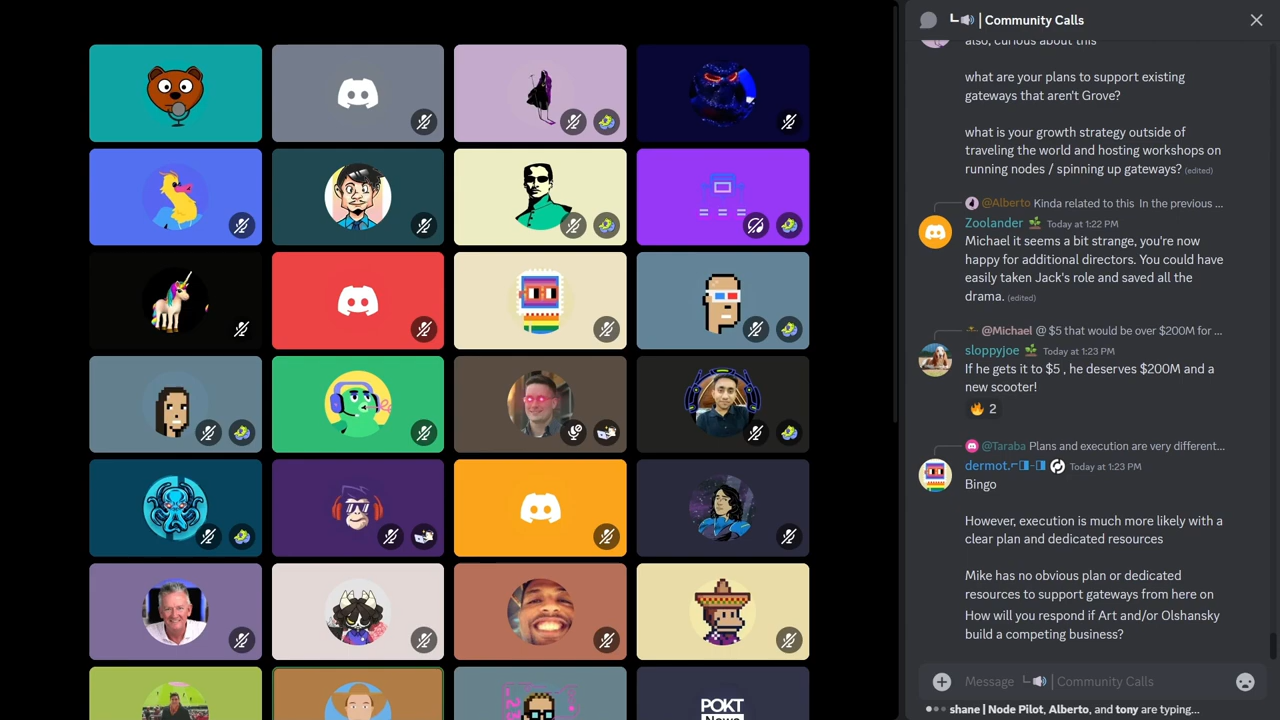 ┗🔊 | Community Calls
also, curious about this
what are your plans to support existing
gateways that aren't Grove?
what is your growth strategy outside of
traveling the world and hosting workshops on
running nodes / spinning up gateways? (edited)
@Alberto Kinda related to this In the previous ...
Zoolander 🌱 Today at 1:22 PM
Michael it seems a bit strange, you're now
happy for additional directors. You could have
easily taken Jack's role and saved all the
drama. (edited)
@Michael @ $5 that would be over $200M for ...
sloppyjoe 🌱 Today at 1:23 PM
If he gets it to $5 , he deserves $200M and a
new scooter!
🔥 2
@Taraba Plans and execution are very different...
dermot.⌐◨-◨ Today at 1:23 PM
Bingo
However, execution is much more likely with a
clear plan and dedicated resources
Mike has no obvious plan or dedicated
resources to support gateways from here on
How will you respond if Art and/or Olshansky
build a competing business?
Message ┗🔊 | Community Calls
shane | Node Pilot, Alberto, and tony are typing...
POKT
News